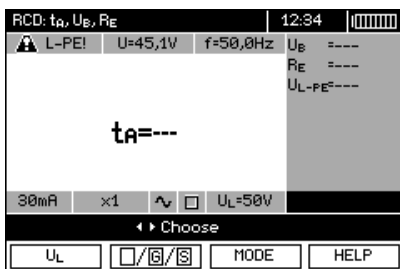 RCD: tA, UB, RE 12:34
L-PE! U=45,1V f=50,0Hz
UB =---
RE =---
UL-PE=---
tA=---
30mA x1 UL=50V
Choose
UL /G/S MODE HELP